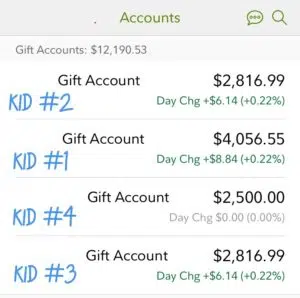 Accounts
Gift Accounts: $12,190.53
Gift Account $2,816.99
KID #2 Day Chg +$6.14 (+0.22%)
Gift Account $4,056.55
KID #1 Day Chg +$8.84 (+0.22%)
Gift Account $2,500.00
KID #4 Day Chg $0.00 (0.00%)
Gift Account $2,816.99
KID #3 Day Chg +$6.14 (+0.22%)